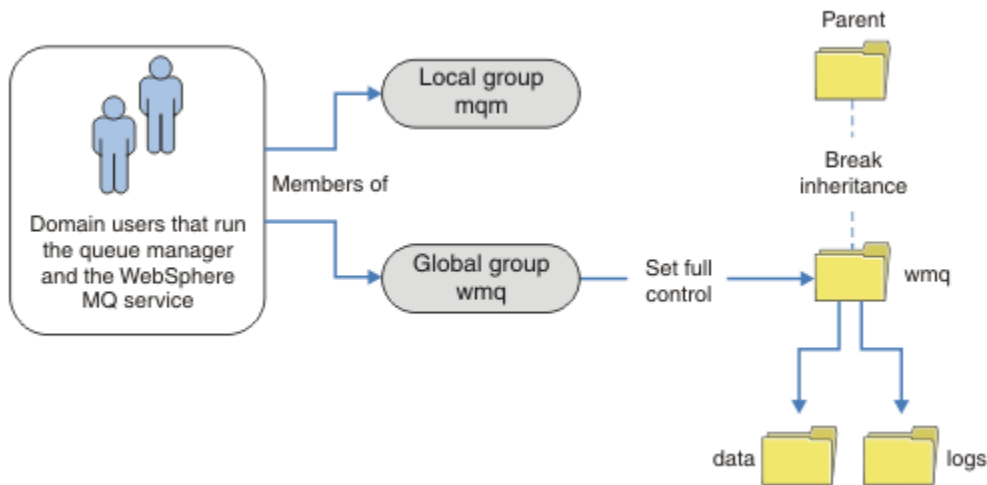 Parent
Local group
mqm
Break
inheritance
Members of
Domain users that run
the queue manager
and the WebSphere
MQ service
Global group
wmq
Set full
control
wmq
data
logs